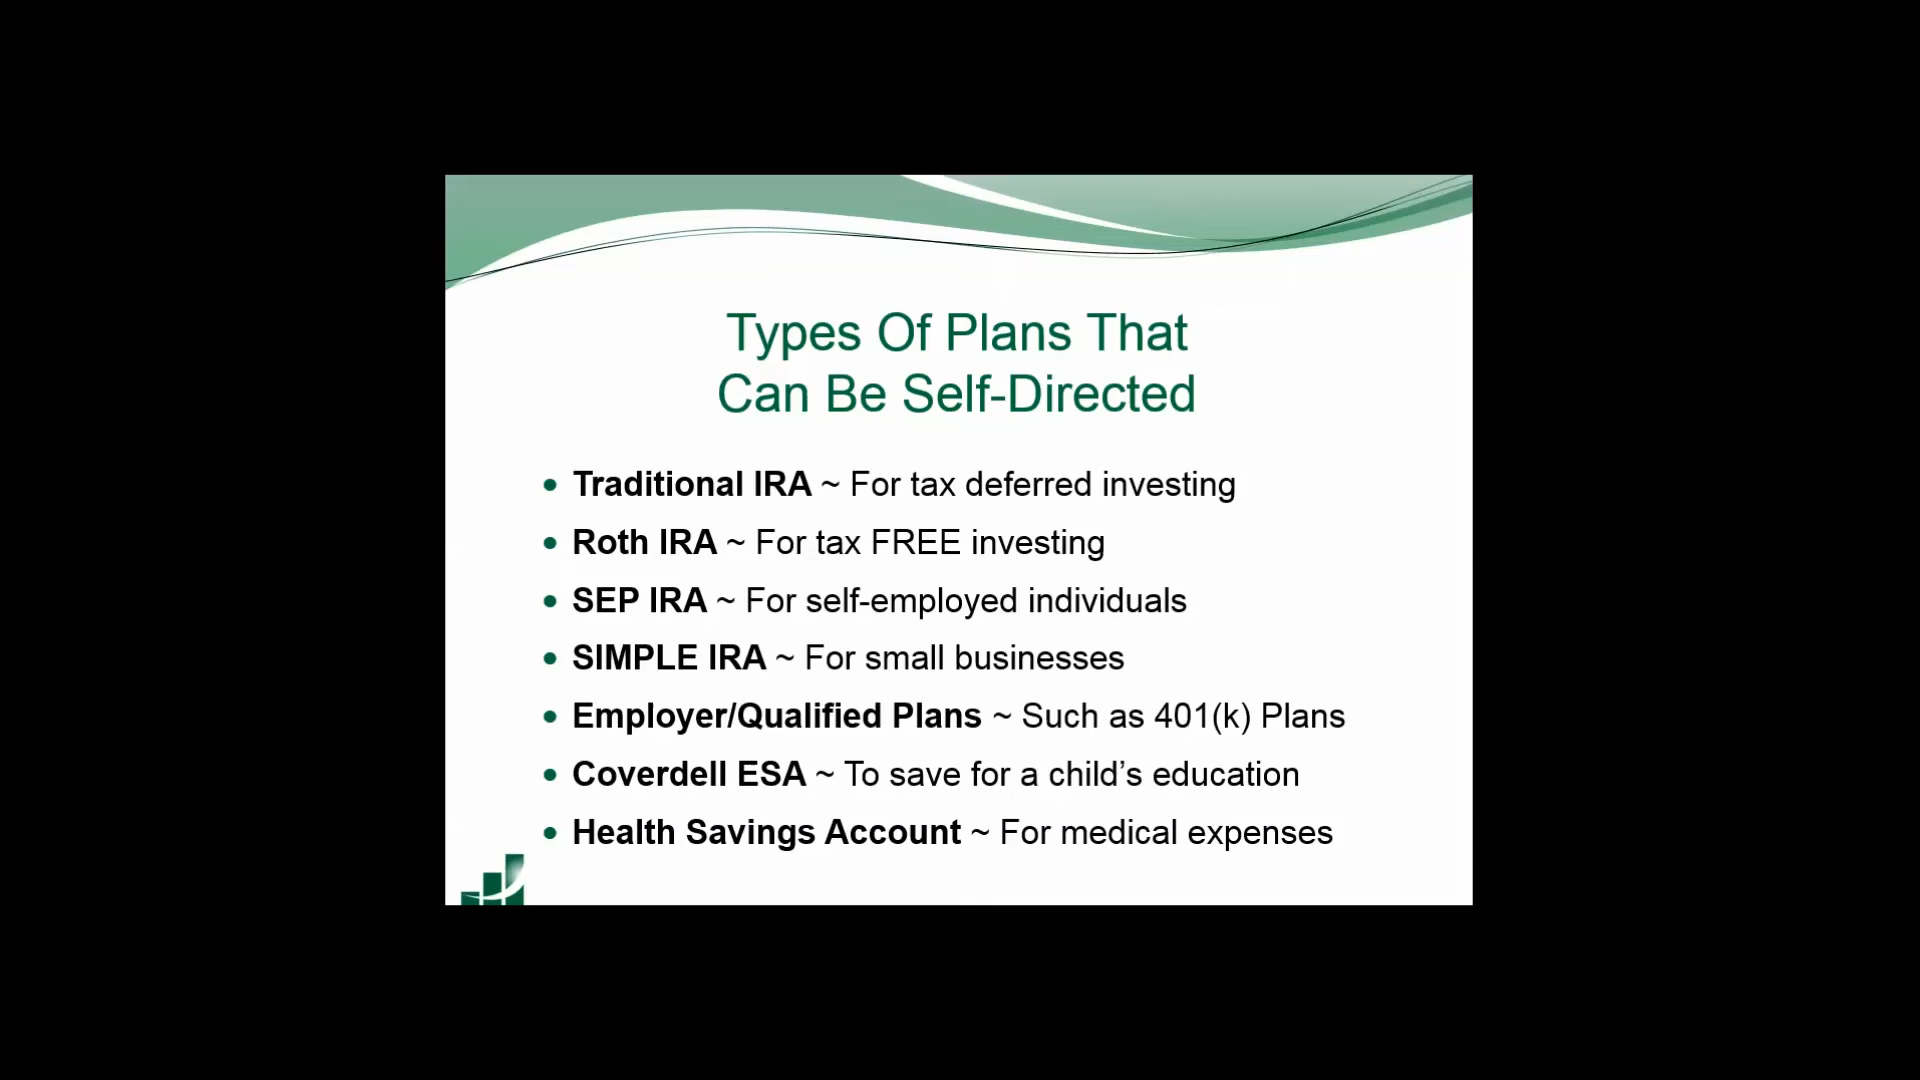 Types Of Plans That
Can Be Self-Directed
• Traditional IRA ~ For tax deferred investing
• Roth IRA ~ For tax FREE investing
• SEP IRA ~ For self-employed individuals
• SIMPLE IRA ~ For small businesses
• Employer/Qualified Plans ~ Such as 401(k) Plans
• Coverdell ESA ~ To save for a child’s education
• Health Savings Account ~ For medical expenses